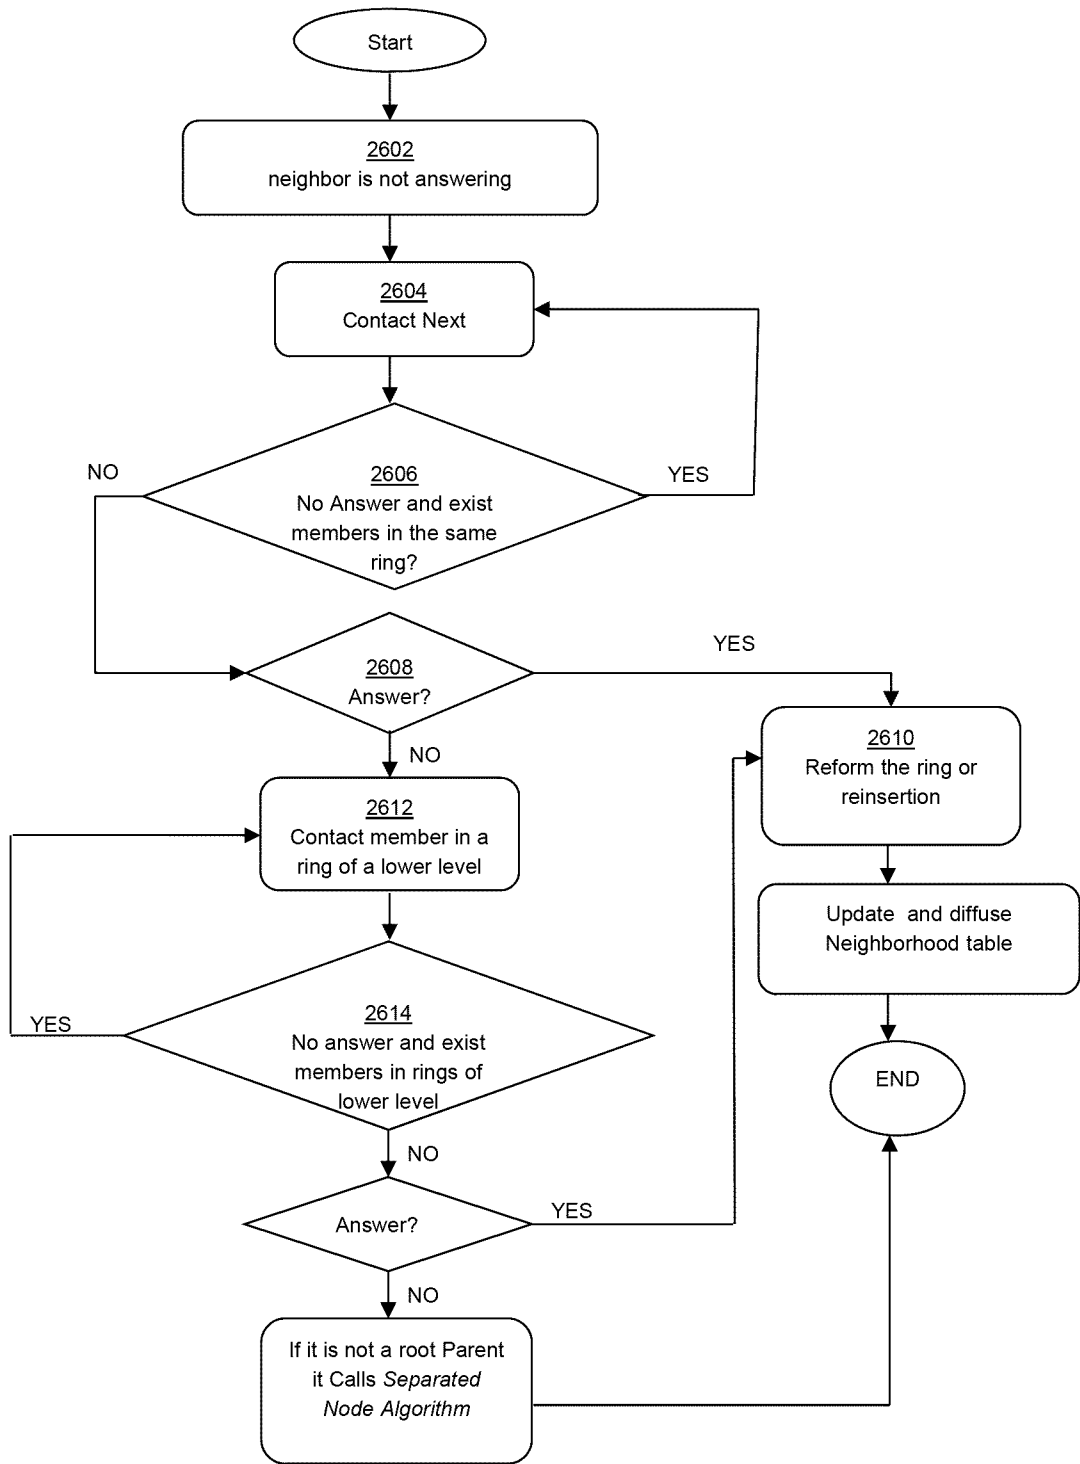 Start
2602
neighbor is not answering
2604
Contact Next
NO
YES
2606
No Answer and exist
members in the same
ring?
YES
2608
Answer?
NO
2610
Reform the ring or
reinsertion
2612
Contact member in a
ring of a lower level
Update and diffuse
Neighborhood table
YES
2614
No answer and exist
members in rings of
lower level
END
NO
Answer?
YES
NO
If it is not a root Parent
it Calls Separated
Node Algorithm